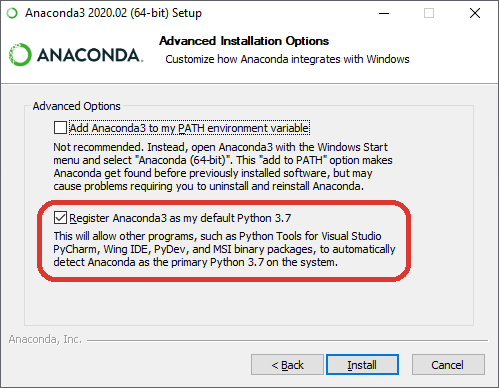 Anaconda3 2020.02 (64-bit) Setup
ANACONDA.
Advanced Installation Options
Customize how Anaconda integrates with Windows
Advanced Options
Add Anaconda3 to my PATH environment variable
Not recommended. Instead, open Anaconda3 with the Windows Start
menu and select "Anaconda (64-bit)". This "add to PATH" option makes
Anaconda get found before previously installed software, but may
cause problems requiring you to uninstall and reinstall Anaconda.
Register Anaconda3 as my default Python 3.7
This will allow other programs, such as Python Tools for Visual Studio
PyCharm, Wing IDE, PyDev, and MSI binary packages, to automatically
detect Anaconda as the primary Python 3.7 on the system.
Anaconda, Inc.
< Back
Install
Cancel